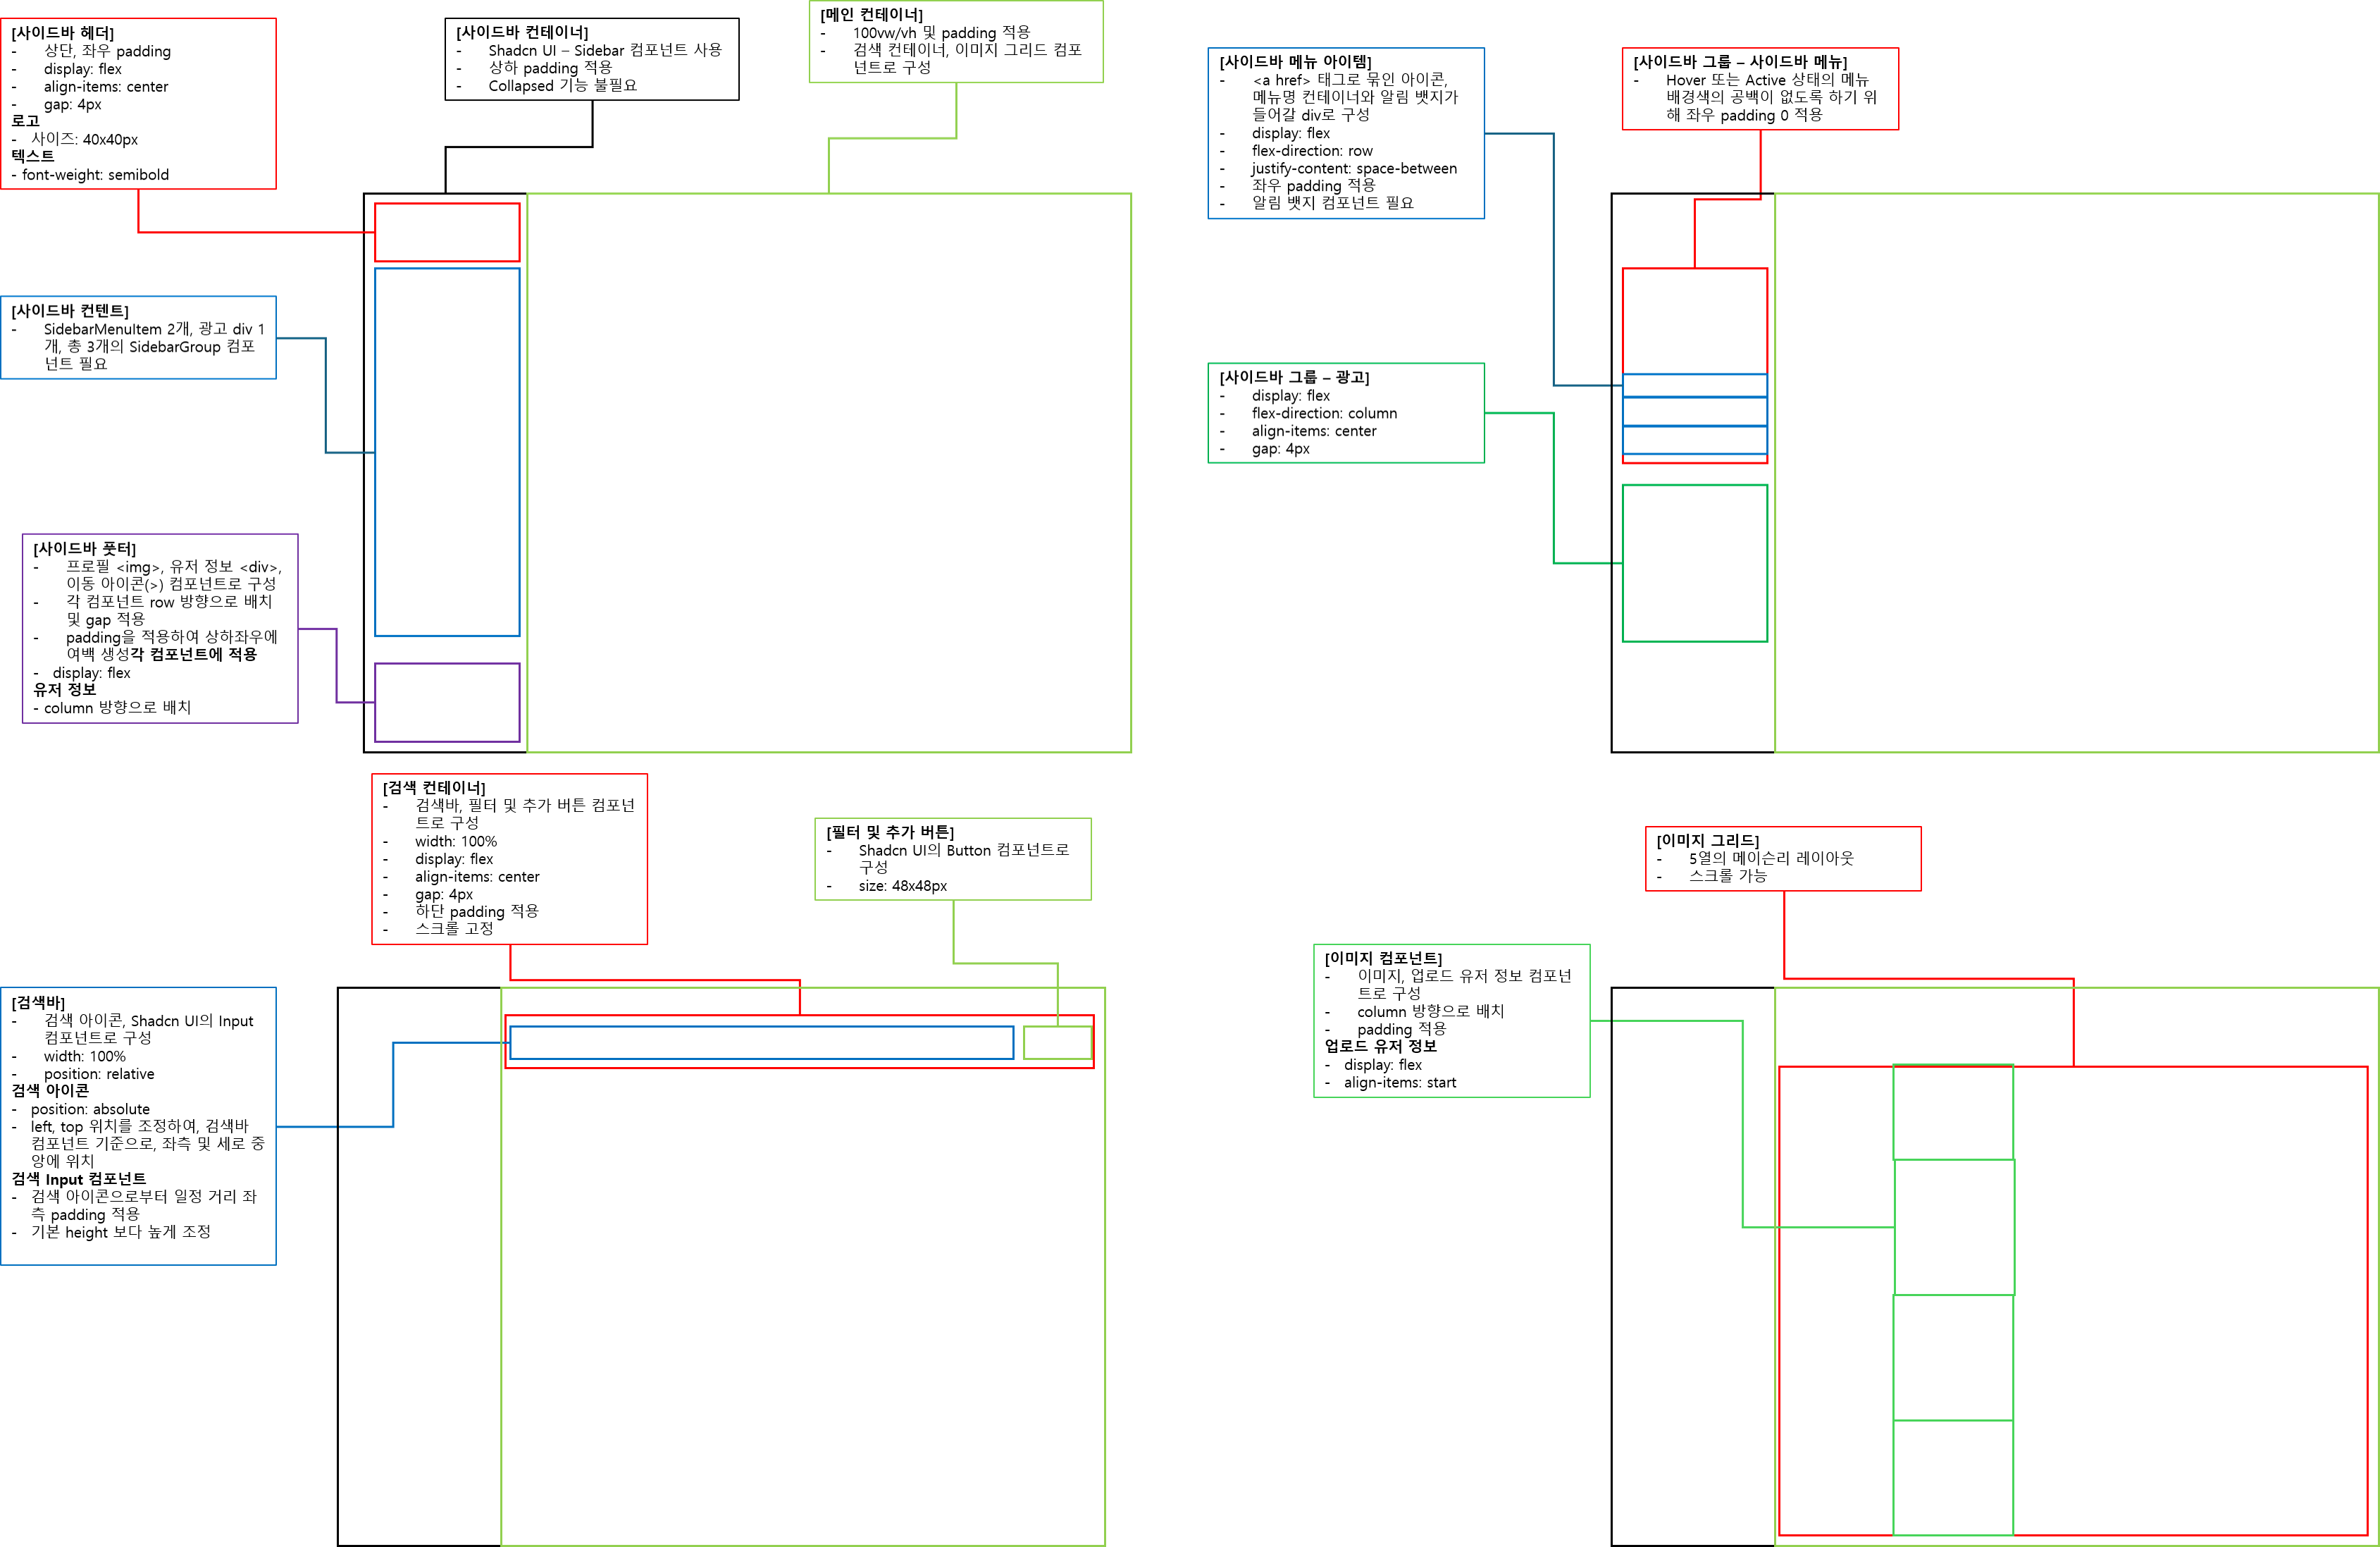 [사이드바 헤더]
- 상단, 좌우 padding
- display: flex
- align-items: center
- gap: 4px
로고
- 사이즈: 40x40px
텍스트
- font-weight: semibold
[사이드바 컨테이너]
- Shadcn UI – Sidebar 컴포넌트 사용
- 상하 padding 적용
- Collapsed 기능 불필요
[메인 컨테이너]
- 100vw/vh 및 padding 적용
- 검색 컨테이너, 이미지 그리드 컴포
넌트로 구성
[사이드바 컨텐트]
- SidebarMenuItem 2개, 광고 div 1
개, 총 3개의 SidebarGroup 컴포
넌트 필요
[사이드바 풋터]
- 프로필 <img>, 유저 정보 <div>,
이동 아이콘(>) 컴포넌트로 구성
- 각 컴포넌트 row 방향으로 배치
및 gap 적용
- padding을 적용하여 상하좌우에
여백 생성각 컴포넌트에 적용
- display: flex
유저 정보
- column 방향으로 배치
[사이드바 메뉴 아이템]
- <a href> 태그로 묶인 아이콘,
메뉴명 컨테이너와 알림 뱃지가
들어갈 div로 구성
- display: flex
- flex-direction: row
- justify-content: space-between
- 좌우 padding 적용
- 알림 뱃지 컴포넌트 필요
[사이드바 그룹 – 사이드바 메뉴]
- Hover 또는 Active 상태의 메뉴
배경색의 공백이 없도록 하기 위
해 좌우 padding 0 적용
[사이드바 그룹 – 광고]
- display: flex
- flex-direction: column
- align-items: center
- gap: 4px
[검색 컨테이너]
- 검색바, 필터 및 추가 버튼 컴포넌
트로 구성
- width: 100%
- display: flex
- align-items: center
- gap: 4px
- 하단 padding 적용
- 스크롤 고정
[필터 및 추가 버튼]
- Shadcn UI의 Button 컴포넌트로
구성
- size: 48x48px
[검색바]
- 검색 아이콘, Shadcn UI의 Input
컴포넌트로 구성
- width: 100%
- position: relative
검색 아이콘
- position: absolute
- left, top 위치를 조정하여, 검색바
컴포넌트 기준으로, 좌측 및 세로 중
앙에 위치
검색 Input 컴포넌트
- 검색 아이콘으로부터 일정 거리 좌
측 padding 적용
- 기본 height 보다 높게 조정
[이미지 그리드]
- 5열의 메이슨리 레이아웃
- 스크롤 가능
[이미지 컴포넌트]
- 이미지, 업로드 유저 정보 컴포넌
트로 구성
- column 방향으로 배치
- padding 적용
업로드 유저 정보
- display: flex
- align-items: start